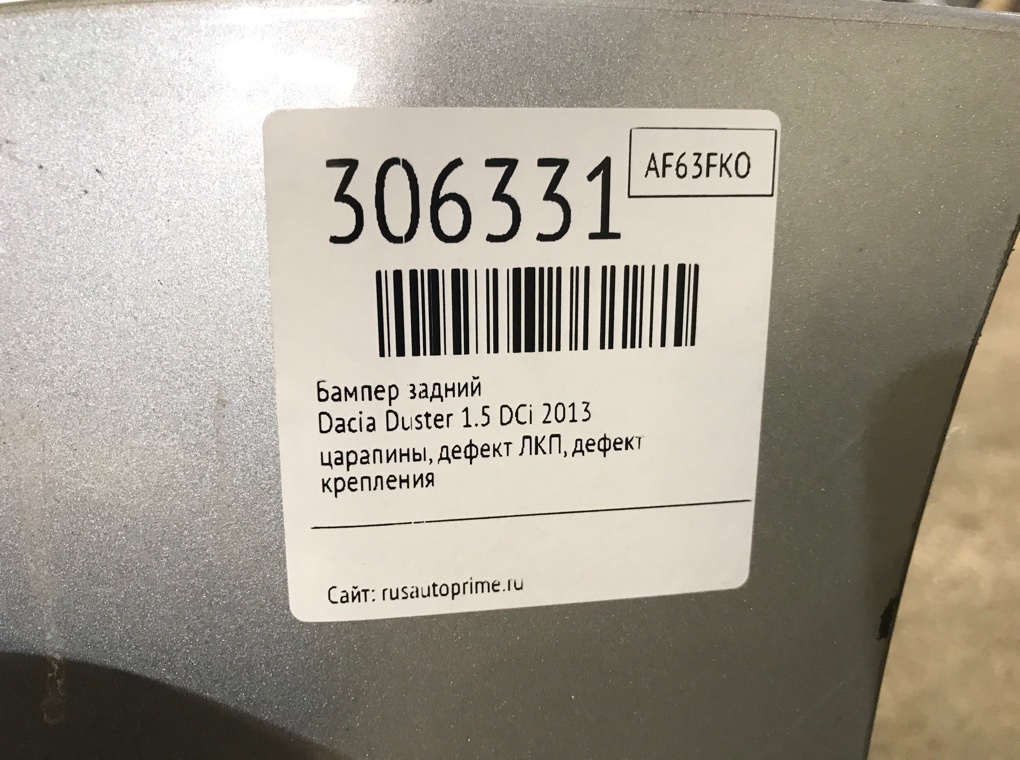 306331
AF63FKO
Бампер задний
Dacia Duster 1.5 DCi 2013
царапины, дефект ЛКП, дефект
крепления
Сайт: rusautoprime.ru